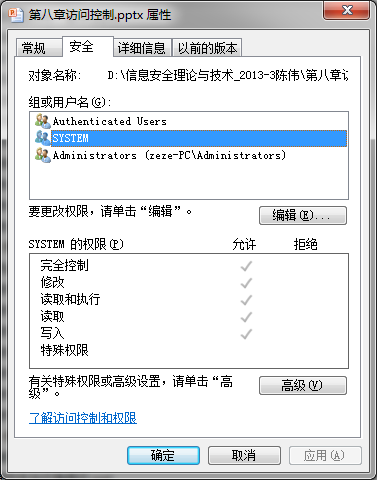 第八章访问控制.pptx 属性
常规 安全 详细信息 以前的版本
对象名称: D:\信息安全理论与技术_2013-3陈伟\第八章访
组或用户名(G):
Authenticated Users
SYSTEM
Administrators (zeze-PC\Administrators)
要更改权限，请单击“编辑”。
编辑(E)...
SYSTEM 的权限(P) 允许 拒绝
完全控制
修改
读取和执行
读取
写入
特殊权限
有关特殊权限或高级设置，请单击“高
级”。
高级(V)
了解访问控制和权限
确定 取消 应用(A)